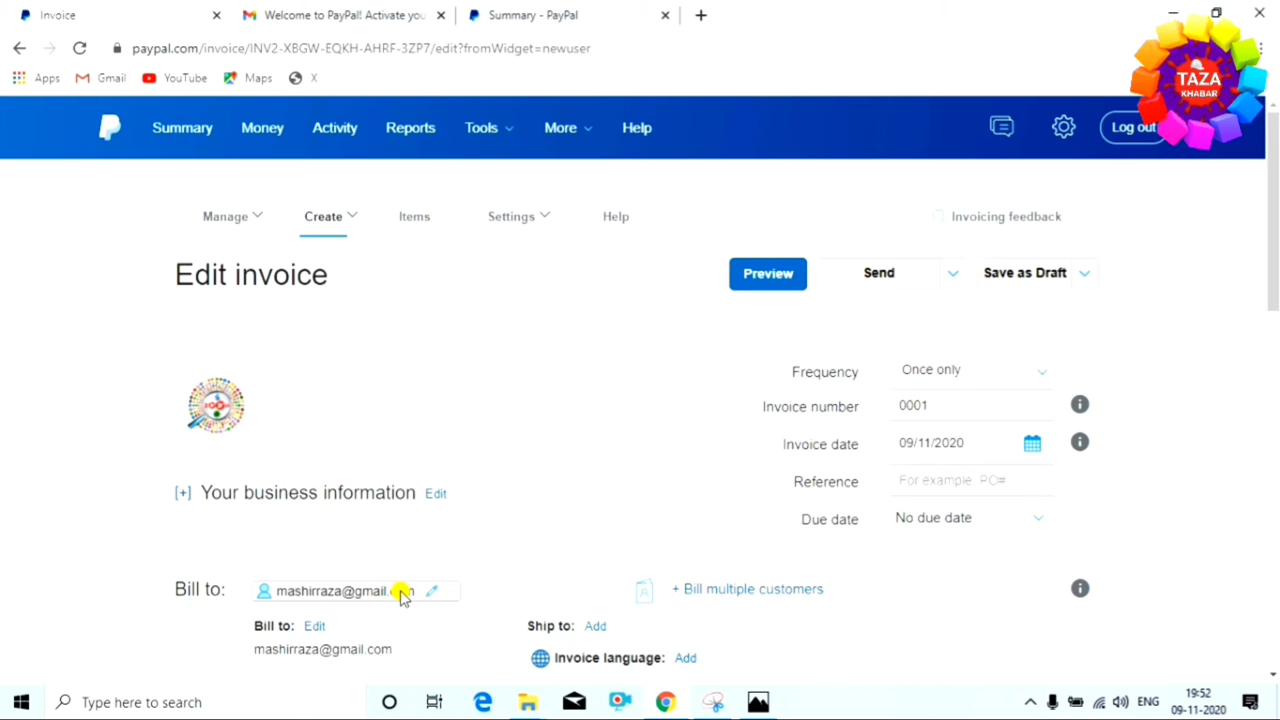 Invoice
Welcome to PayPal! Activate you
Summary - PayPal
paypal.com/invoice/INV2-XBGW-EQKH-AHRF-3ZP7/edit?fromWidget=newuser
Apps
Gmail
YouTube
Maps
X
TAZA
KHABAR
Summary
Money
Activity
Reports
Tools
More
Help
Log out
Manage
Create
Items
Settings
Help
Invoicing feedback
Edit invoice
Preview
Send
Save as Draft
Frequency
Once only
Invoice number
0001
Invoice date
09/11/2020
Reference
For example PO#
Due date
No due date
[+] Your business information Edit
Bill to:
mashirraza@gmail.
+ Bill multiple customers
Bill to: Edit
mashirraza@gmail.com
Ship to: Add
Invoice language: Add
Type here to search
ENG
19:52
09-11-2020